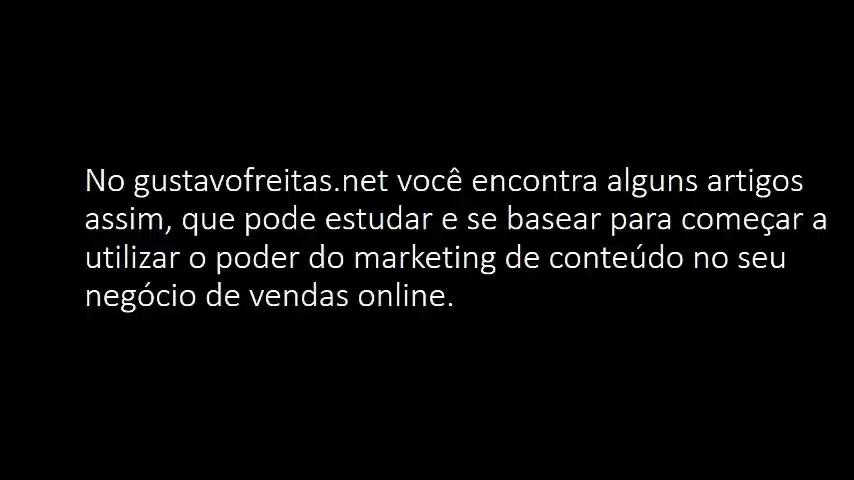 No gustavofreitas.net você encontra alguns artigos
assim, que pode estudar e se basear para começar a
utilizar o poder do marketing de conteúdo no seu
negócio de vendas online.